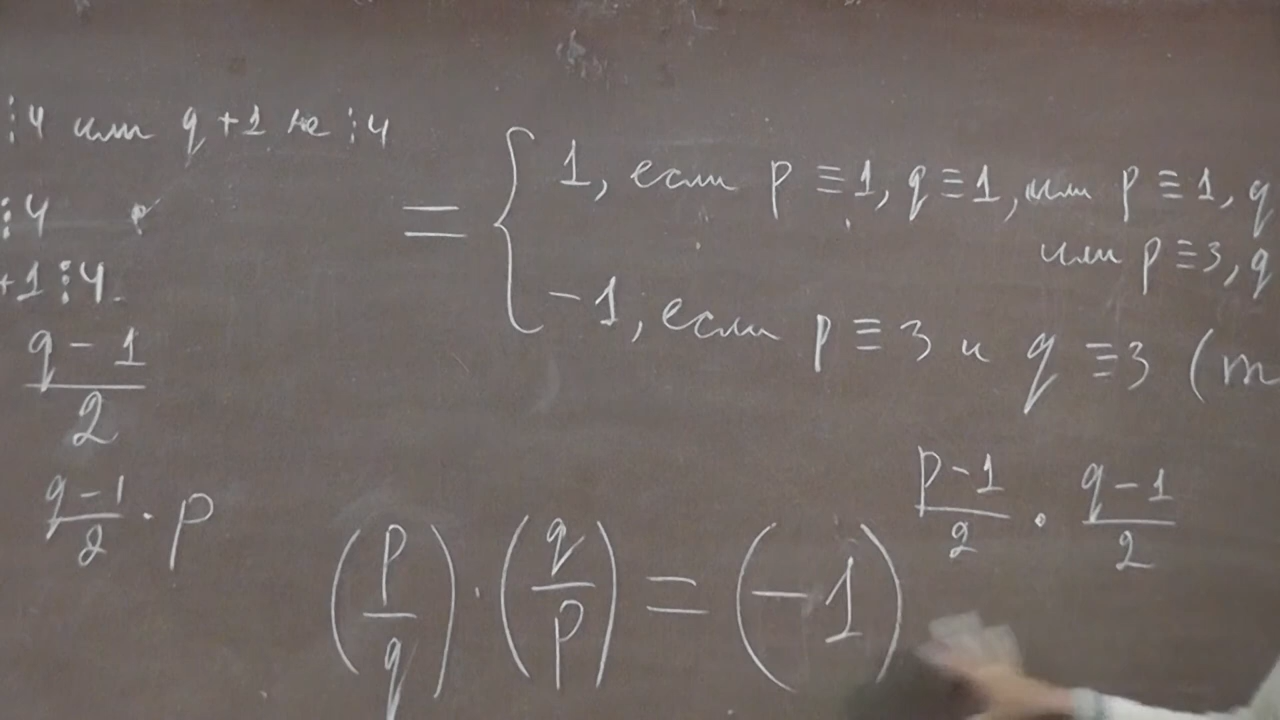 ⋮4 или q+1 не ⋮4
⋮4
+1⋮4.
q-1
2
q-1
2 · p
= { 1, если p ≡ 1, q ≡ 1, или p ≡ 1, q
или p ≡ 3, q
-1, если p ≡ 3 и q ≡ 3 (m
(p/q) · (q/p) = (-1)^{(p-1)/2 · (q-1)/2}